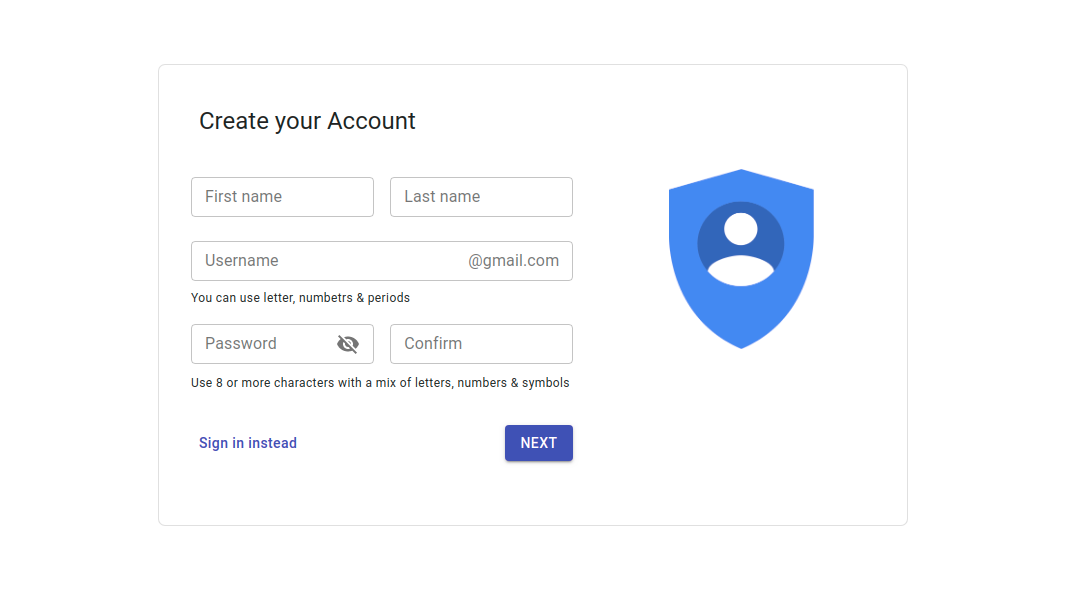 Create your Account
First name Last name
Username @gmail.com
You can use letter, numbetrs & periods
Password Confirm
Use 8 or more characters with a mix of letters, numbers & symbols
Sign in instead NEXT